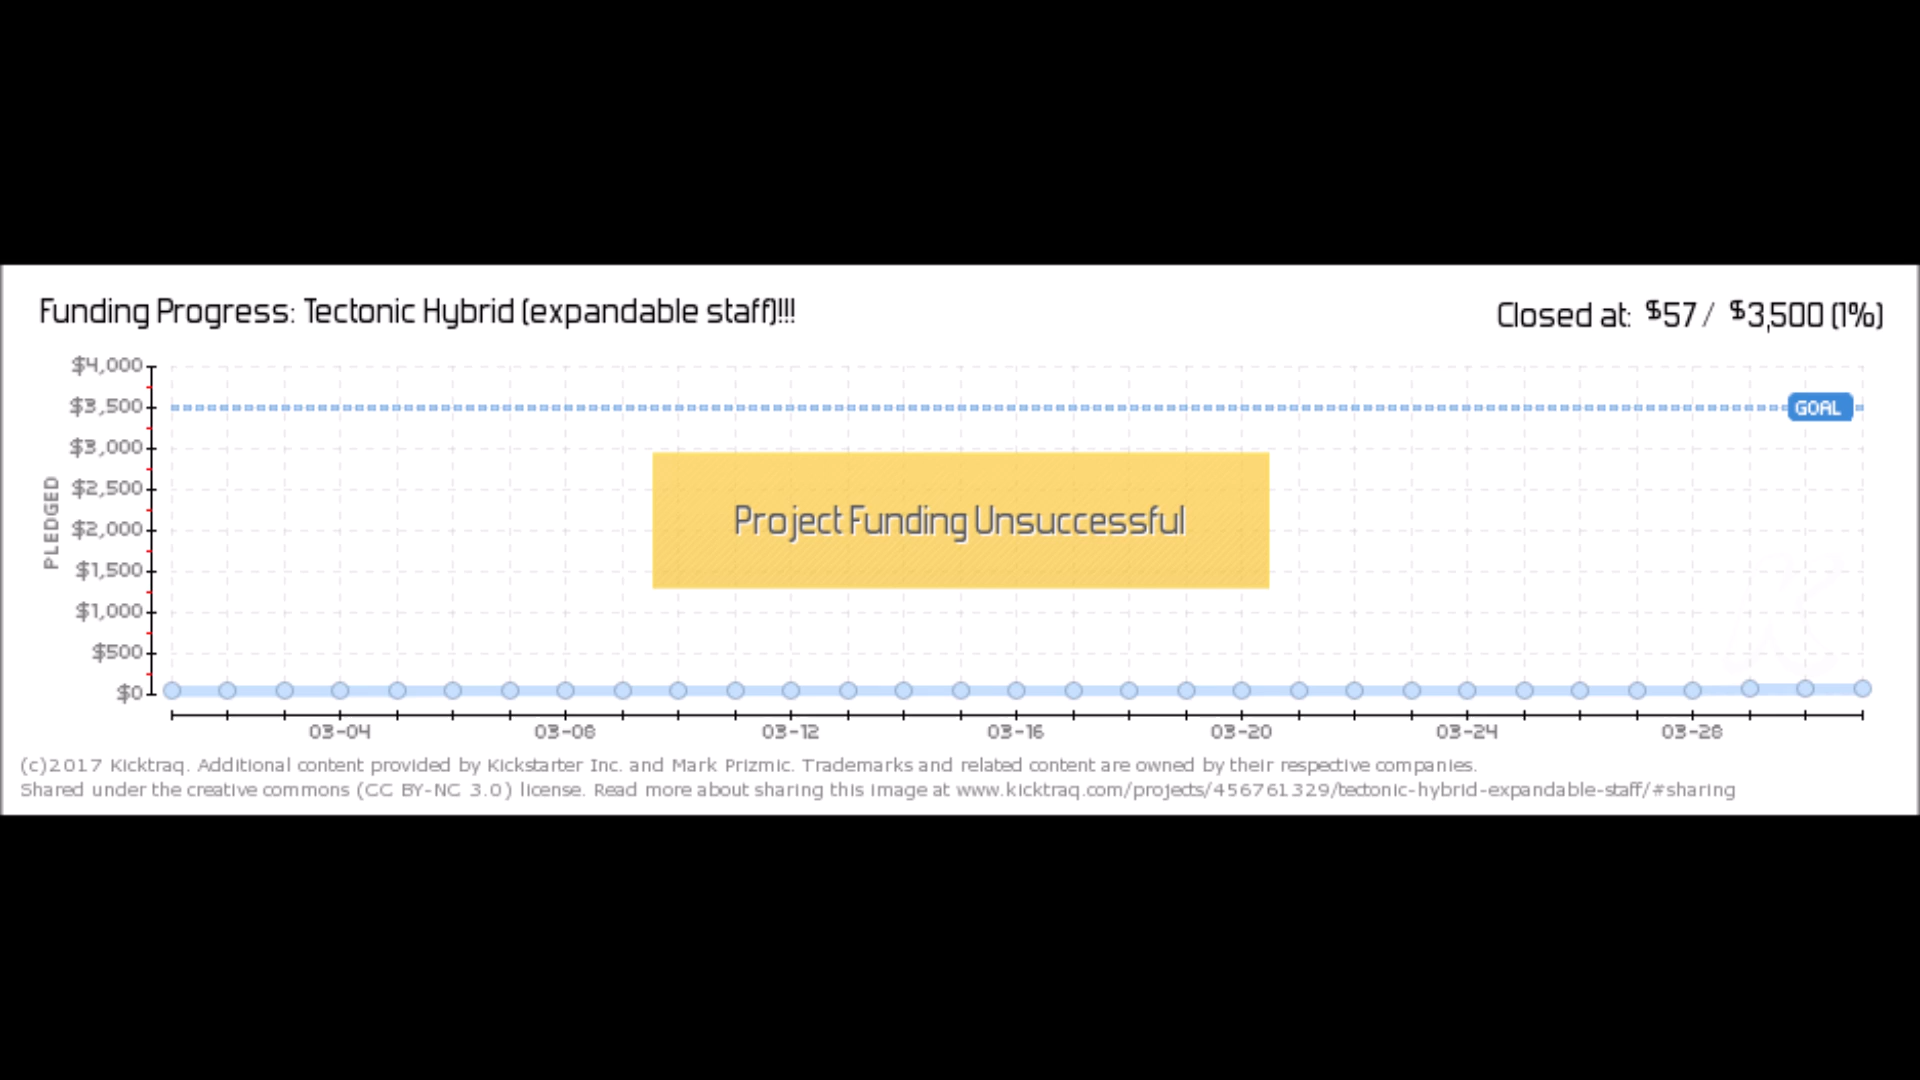 Funding Progress: Tectonic Hybrid (expandable staff)!!!
Closed at: $57 / $3,500 (1%)
$4,000
$3,500
GOAL
$3,000
$2,500
$2,000
$1,500
$1,000
$500
$0
PLEDGED
Project Funding Unsuccessful
03-04 03-08 03-12 03-16 03-20 03-24 03-28
(c)2017 Kicktraq. Additional content provided by Kickstarter Inc. and Mark Prizmic. Trademarks and related content are owned by their respective companies.
Shared under the creative commons (CC BY-NC 3.0) license. Read more about sharing this image at www.kicktraq.com/projects/456761329/tectonic-hybrid-expandable-staff/#sharing